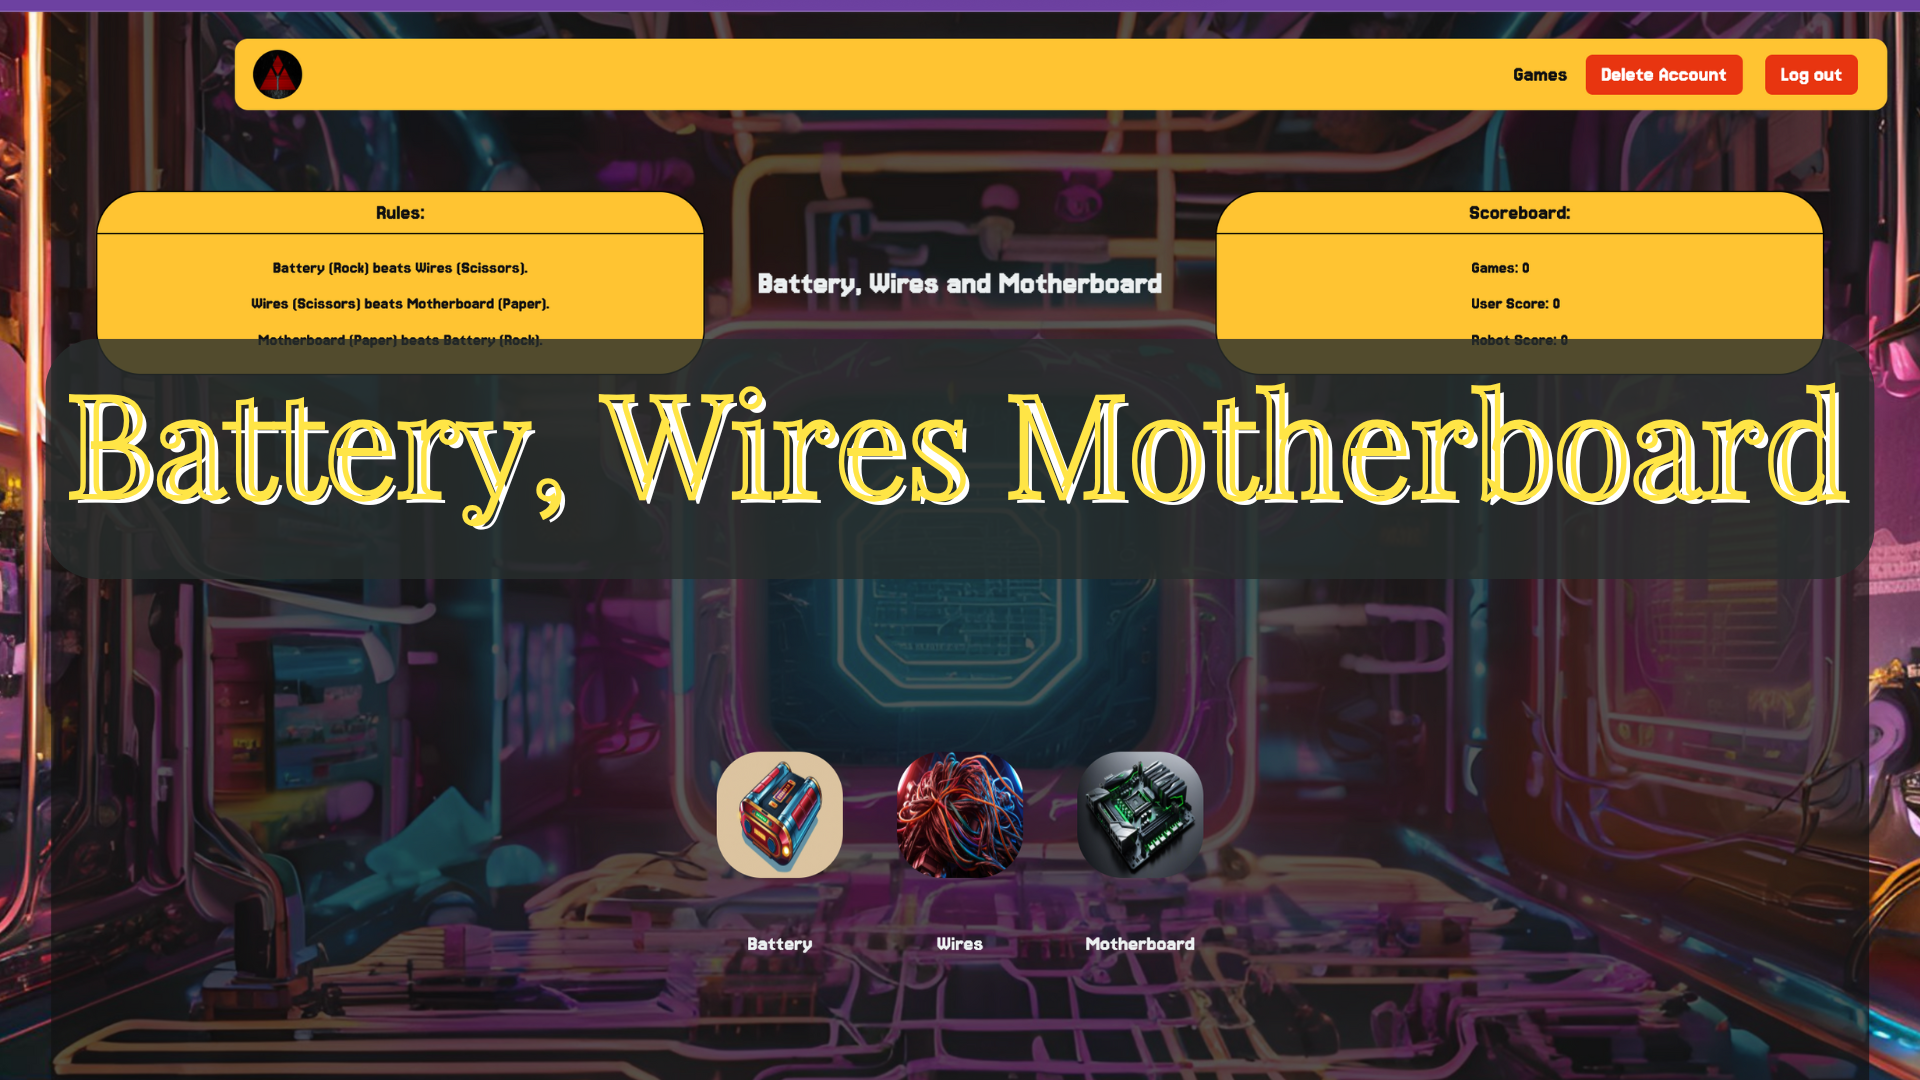 Games
Delete Account
Log out
Rules:
Battery (Rock) beats Wires (Scissors).
Wires (Scissors) beats Motherboard (Paper).
Motherboard (Paper) beats Battery (Rock).
Battery, Wires and Motherboard
Scoreboard:
Games: 0
User Score: 0
Robot Score: 0
Battery, Wires Motherboard
Battery
Wires
Motherboard